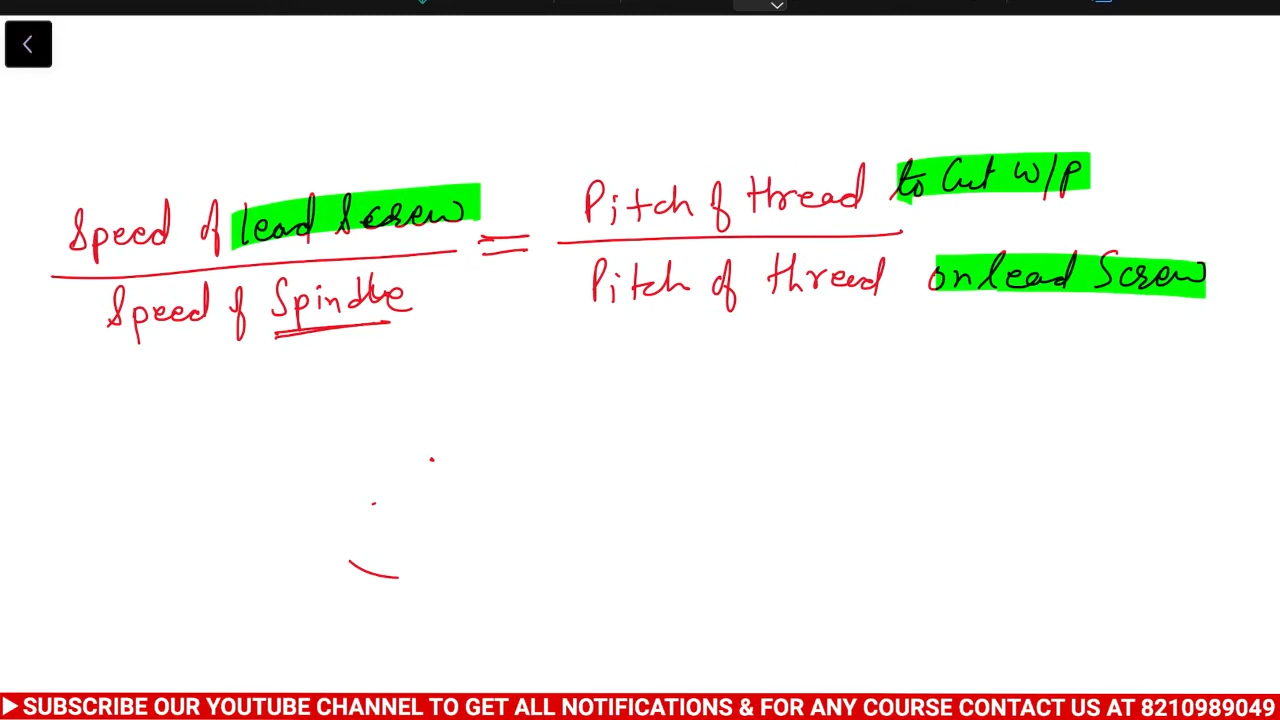 Speed of lead Screw = Pitch of thread to Cut w/p
Speed of Spindle Pitch of thread on lead Screw
▶ SUBSCRIBE OUR YOUTUBE CHANNEL TO GET ALL NOTIFICATIONS & FOR ANY COURSE CONTACT US AT 8210989049